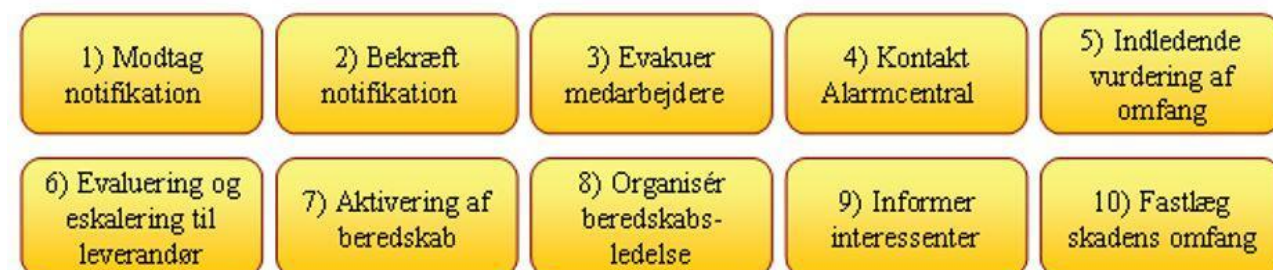 1) Modtag
notifikation
2) Bekræft
notifikation
3) Evakuer
medarbejdere
4) Kontakt
Alarmcentral
5) Indledende
vurdering af
omfang
6) Evaluering og
eskalering til
leverandør
7) Aktivering af
beredskab
8) Organisér
beredskabs-
ledelse
9) Informer
interessenter
10) Fastlæg
skadens omfang